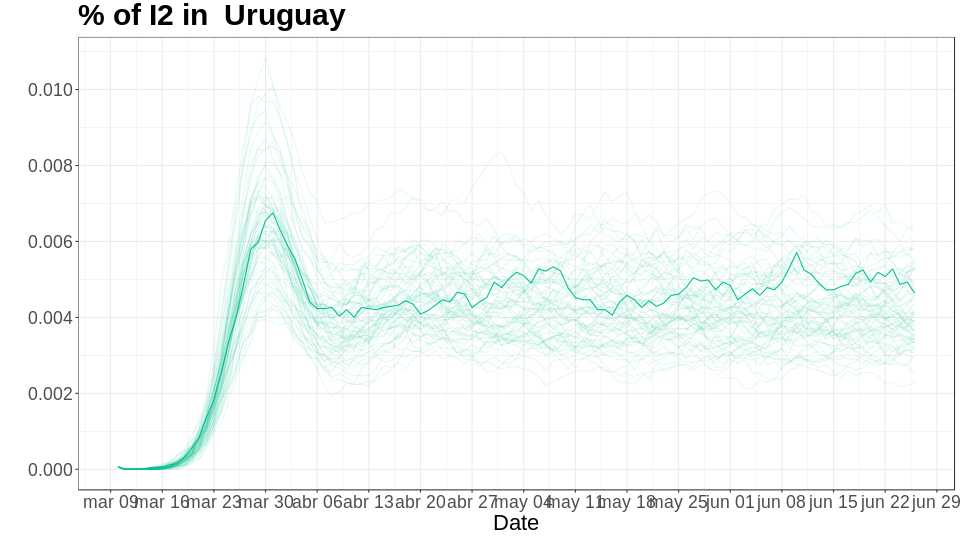 % of I2 in  Uruguay
0.010
0.008
0.006
0.004
0.002
0.000
mar 09 mar 16 mar 23 mar 30 abr 06 abr 13 abr 20 abr 27 may 04 may 11 may 18 may 25 jun 01 jun 08 jun 15 jun 22 jun 29
Date